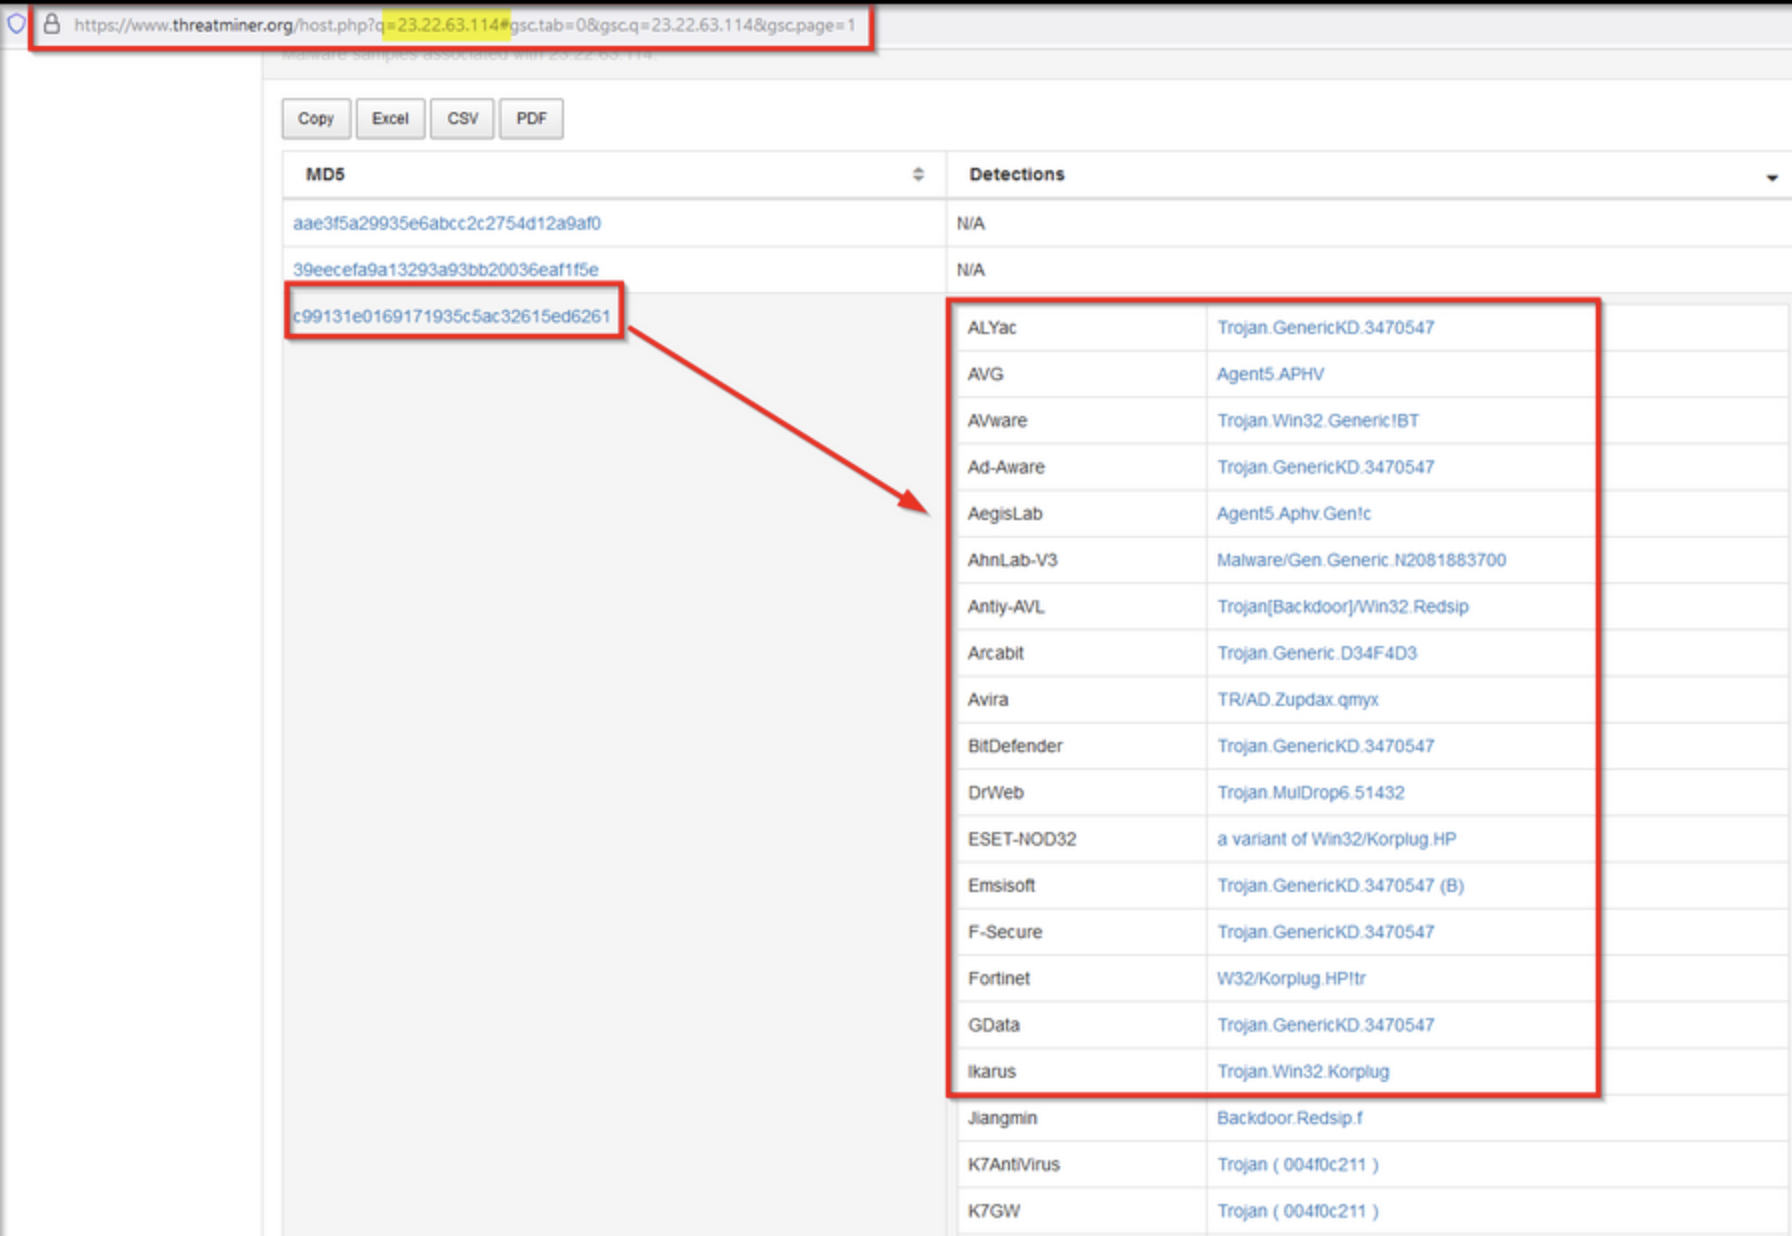 https://www.threatminer.org/host.php?q=23.22.63.114#gsc.tab=0&gsc.q=23.22.63.114&gsc.page=1
Malware samples associated with 23.22.63.114.
Copy Excel CSV PDF
MD5 Detections
aae3f5a29935e6abcc2c2754d12a9af0 N/A
39eecefa9a13293a93bb20036eaf1f5e N/A
c99131e0169171935c5ac32615ed6261
ALYac Trojan.GenericKD.3470547
AVG Agent5.APHV
AVware Trojan.Win32.Generic!BT
Ad-Aware Trojan.GenericKD.3470547
AegisLab Agent5.Aphv.Gen!c
AhnLab-V3 Malware/Gen.Generic.N2081883700
Antiy-AVL Trojan[Backdoor]/Win32.Redsip
Arcabit Trojan.Generic.D34F4D3
Avira TR/AD.Zupdax.qmyx
BitDefender Trojan.GenericKD.3470547
DrWeb Trojan.MulDrop6.51432
ESET-NOD32 a variant of Win32/Korplug.HP
Emsisoft Trojan.GenericKD.3470547 (B)
F-Secure Trojan.GenericKD.3470547
Fortinet W32/Korplug.HP!tr
GData Trojan.GenericKD.3470547
Ikarus Trojan.Win32.Korplug
Jiangmin Backdoor.Redsip.f
K7AntiVirus Trojan ( 004f0c211 )
K7GW Trojan ( 004f0c211 )